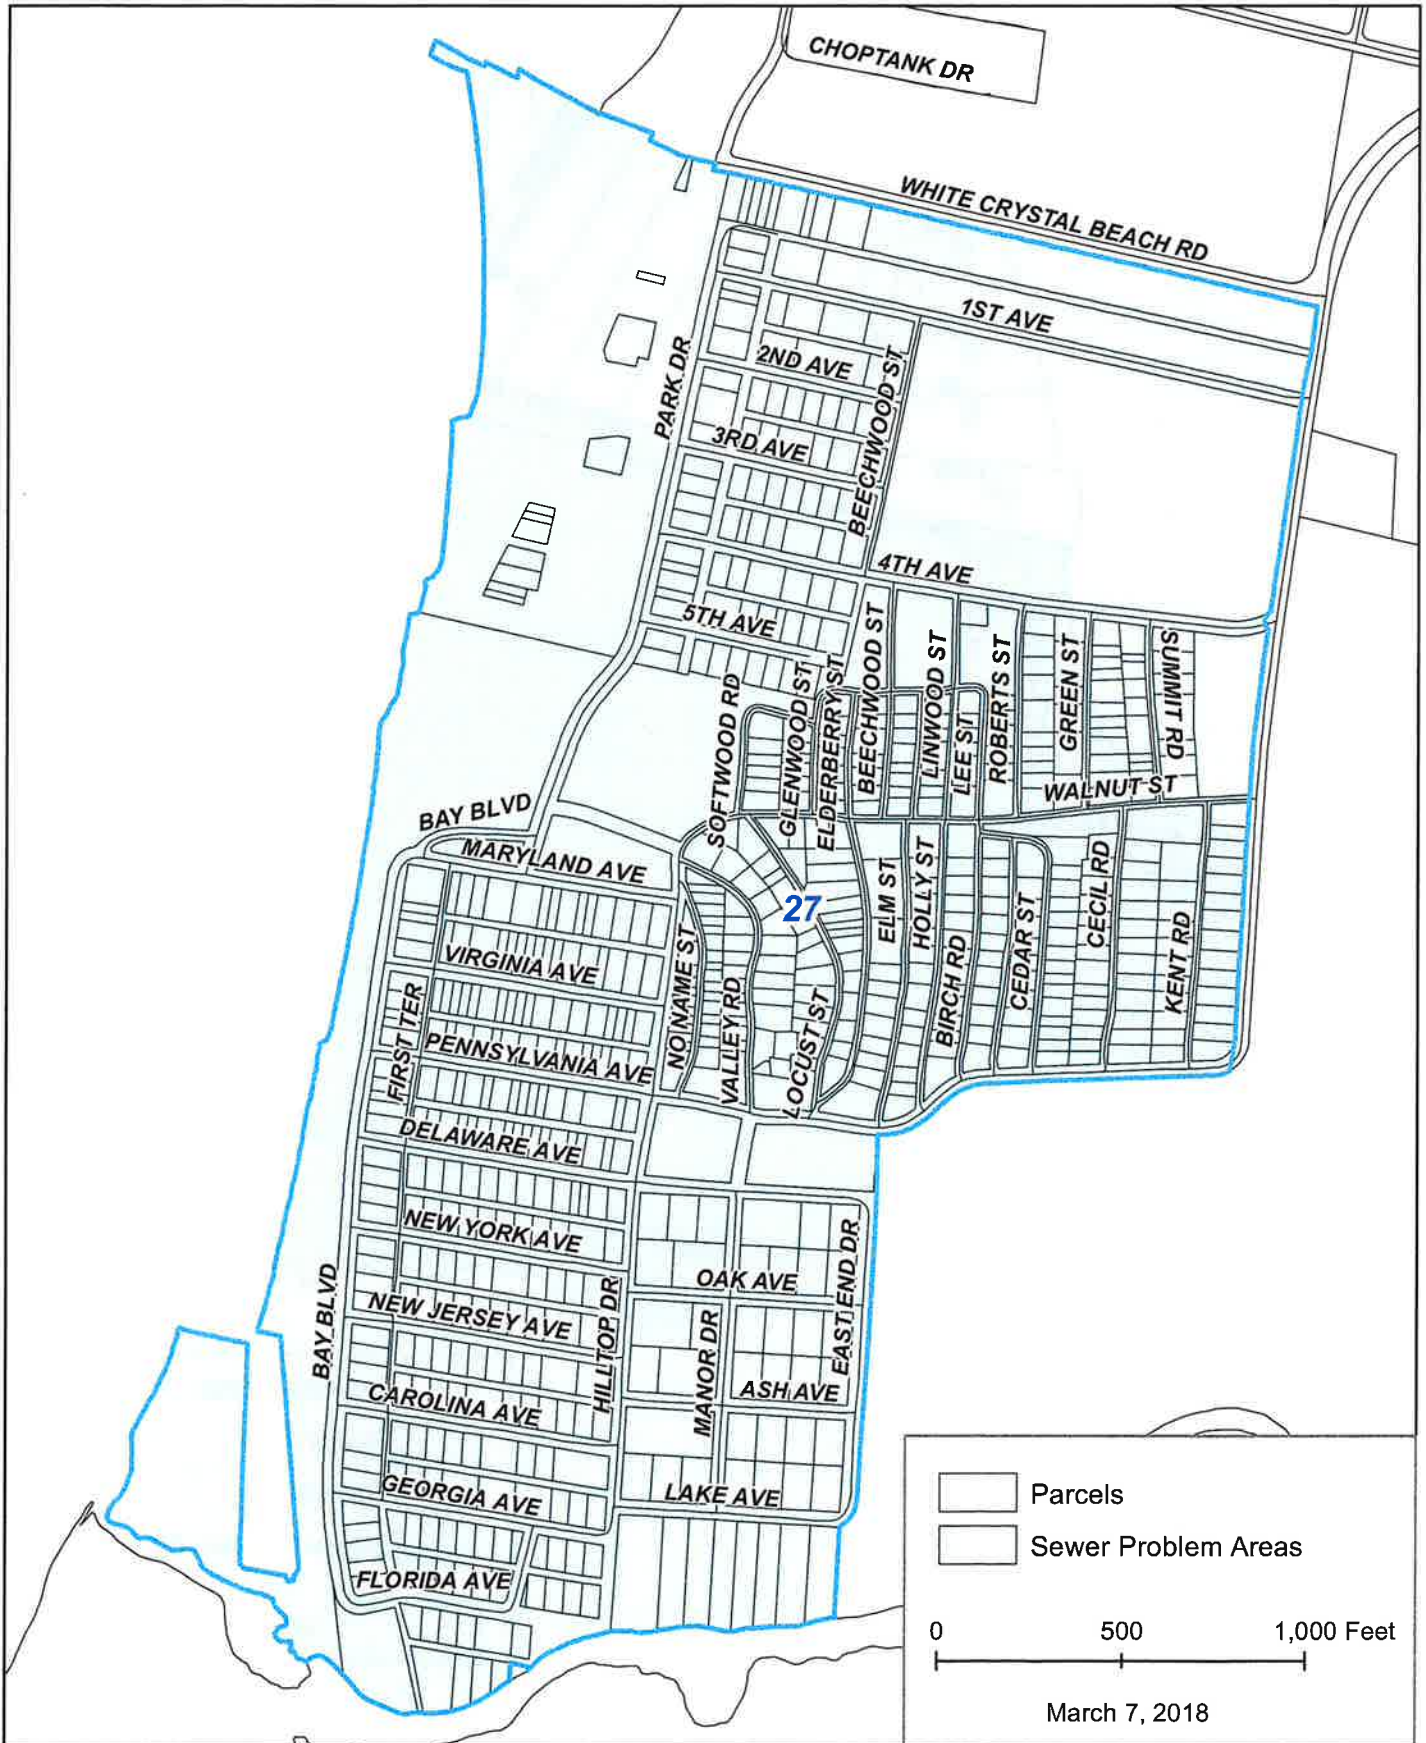 CHOPTANK DR
WHITE CRYSTAL BEACH RD
1ST AVE
2ND AVE
PARK DR
BEECHWOOD ST
3RD AVE
4TH AVE
5TH AVE
SOFTWOOD RD
GLENWOOD ST
ELDERBERRY ST
BEECHWOOD ST
LINWOOD ST
LEE ST
ROBERTS ST
GREEN ST
SUMMIT RD
WALNUT ST
BAY BLVD
MARYLAND AVE
27
ELM ST
HOLLY ST
BIRCH RD
CEDAR ST
CECIL RD
KENT RD
VIRGINIA AVE
NO NAME ST
VALLEY RD
LOCUST ST
FIRST TER
PENNSYLVANIA AVE
DELAWARE AVE
NEW YORK AVE
OAK AVE
EAST END DR
BAY BLVD
NEW JERSEY AVE
HILLTOP DR
MANOR DR
ASH AVE
CAROLINA AVE
GEORGIA AVE
LAKE AVE
FLORIDA AVE
Parcels
Sewer Problem Areas
0 500 1,000 Feet
March 7, 2018